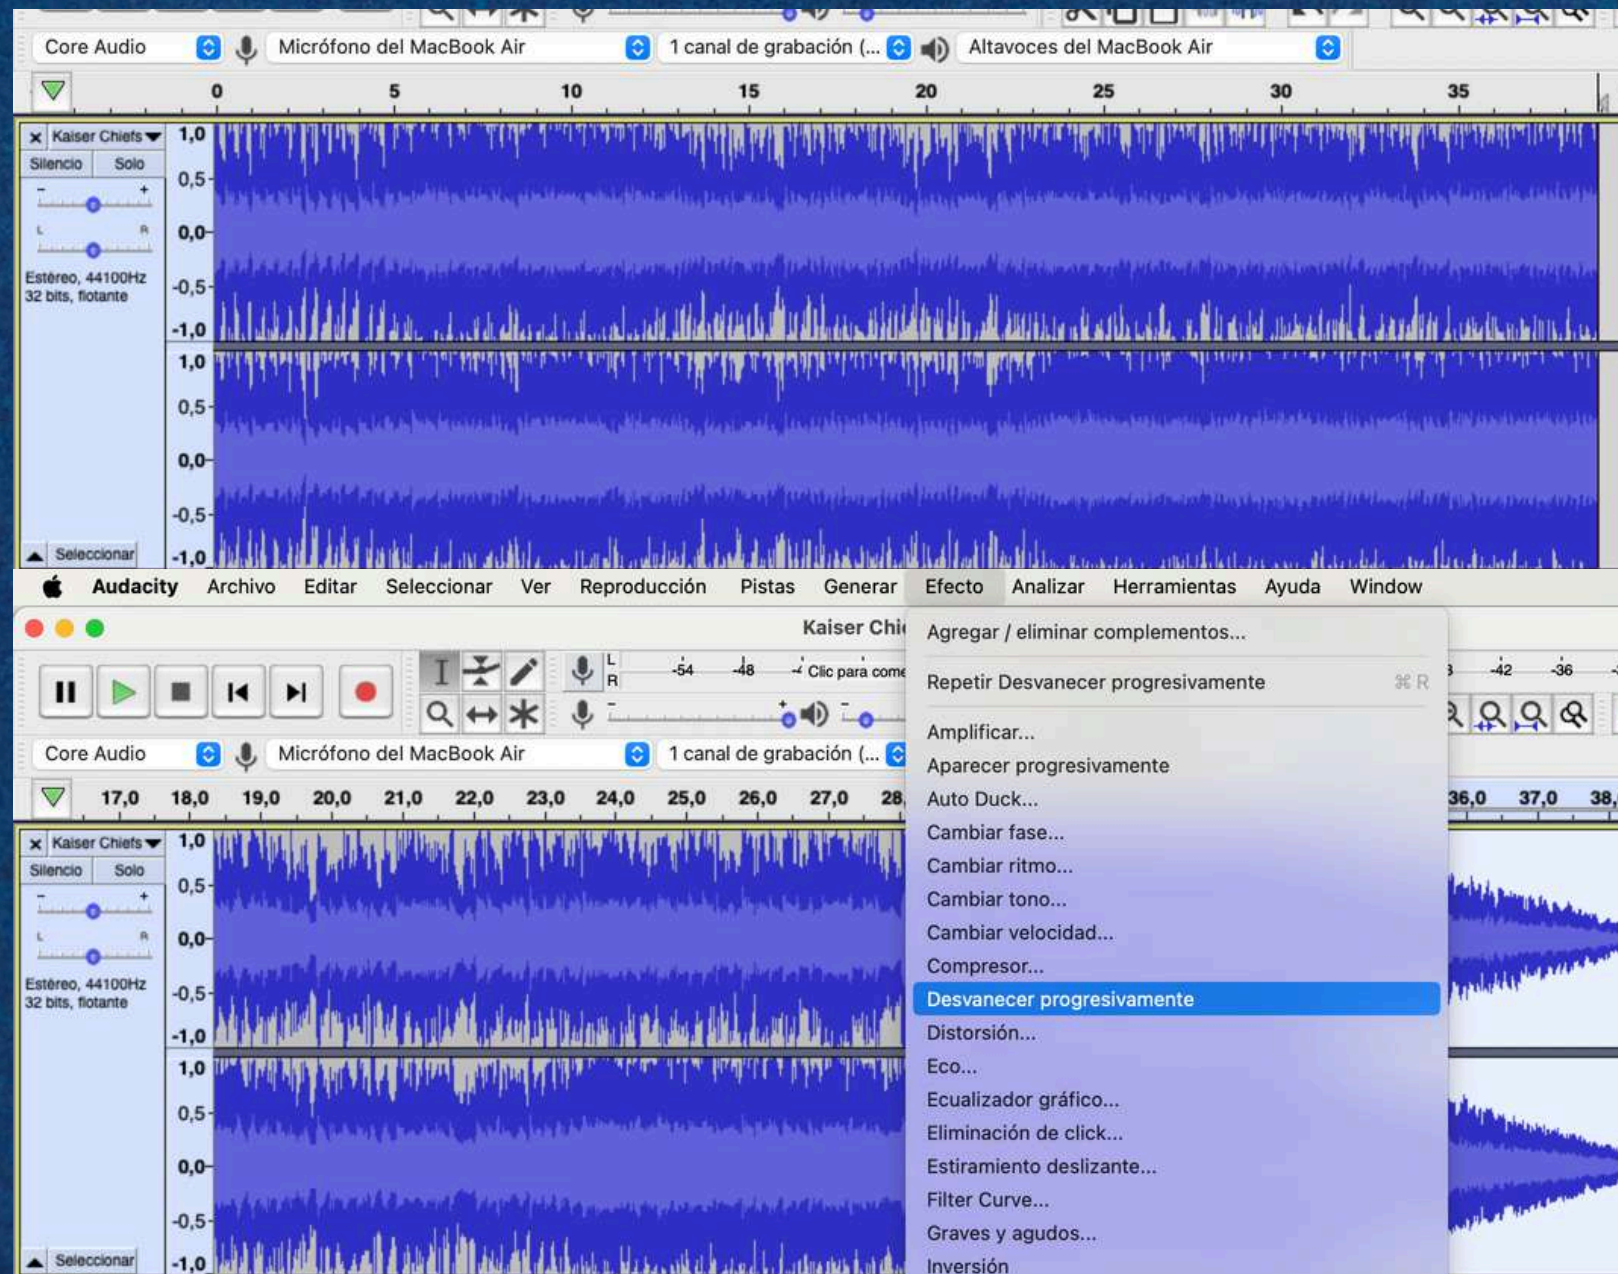 Core Audio Micrófono del MacBook Air 1 canal de grabación (... Altavoces del MacBook Air
0 5 10 15 20 25 30 35
x Kaiser Chiefs 1,0
Silencio Solo
- + 0,5
L R 0,0
Estéreo, 44100Hz -0,5
32 bits, flotante
-1,0
1,0
0,5
0,0
-0,5
Seleccionar -1,0
Audacity Archivo Editar Seleccionar Ver Reproducción Pistas Generar Efecto Analizar Herramientas Ayuda Window
Kaiser Chi
Agregar / eliminar complementos...
L R -54 -48 Clic para come -42 -36
Repetir Desvanecer progresivamente ⌘ R
Amplificar...
Core Audio Micrófono del MacBook Air 1 canal de grabación (...
Aparecer progresivamente
17,0 18,0 19,0 20,0 21,0 22,0 23,0 24,0 25,0 26,0 27,0 28, 36,0 37,0 38,
Auto Duck...
x Kaiser Chiefs 1,0
Cambiar fase...
Silencio Solo
Cambiar ritmo...
- + 0,5
Cambiar tono...
L R 0,0
Cambiar velocidad...
Compresor...
Estéreo, 44100Hz -0,5
32 bits, flotante
Desvanecer progresivamente
-1,0
Distorsión...
1,0
Eco...
0,5
Ecualizador gráfico...
Eliminación de click...
0,0
Estiramiento deslizante...
Filter Curve...
-0,5
Graves y agudos...
Seleccionar -1,0
Inversión